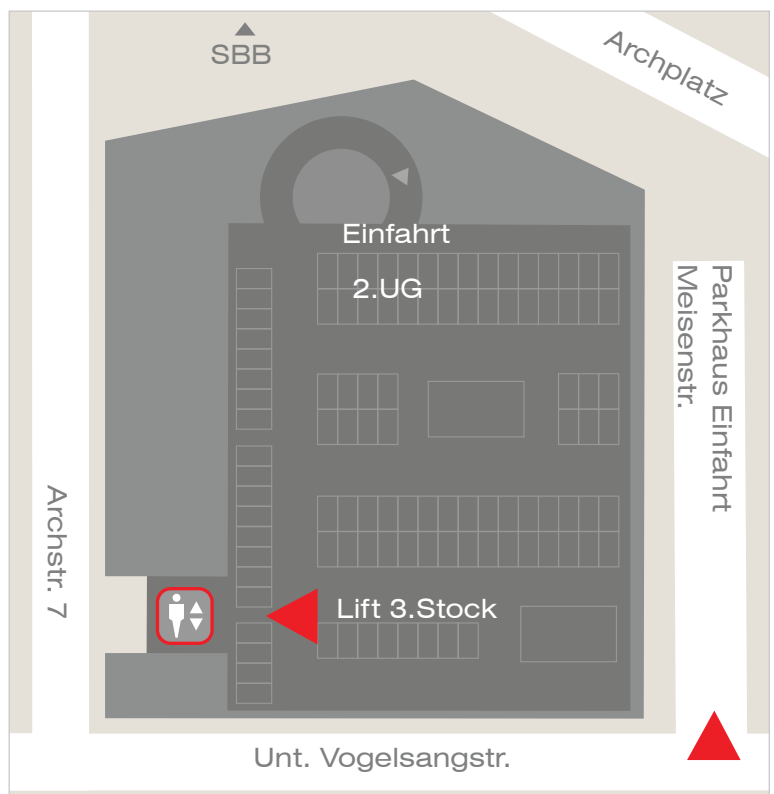 SBB
Archplatz
Einfahrt
2.UG
Parkhaus Einfahrt
Meisenstr.
Archstr. 7
Lift 3.Stock
Unt. Vogelsangstr.